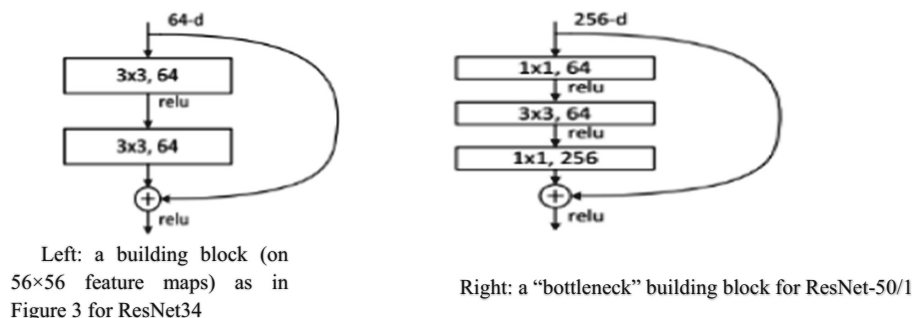 64-d
3x3, 64
relu
3x3, 64
relu
256-d
1x1, 64
relu
3x3, 64
relu
1x1, 256
relu
Left: a building block (on
56×56 feature maps) as in
Figure 3 for ResNet34
Right: a “bottleneck” building block for ResNet-50/1